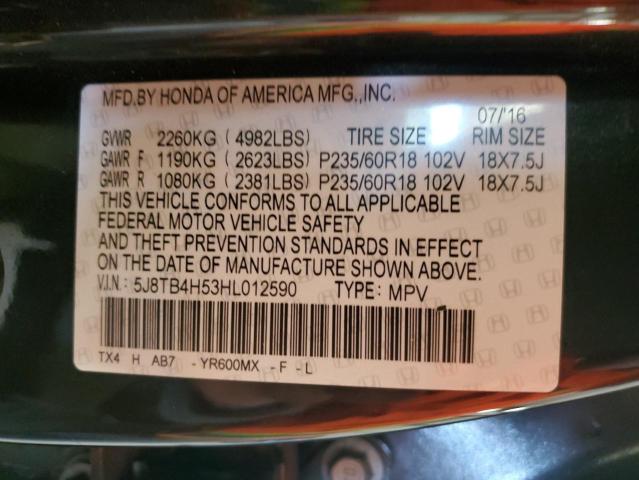 MFD.BY HONDA OF AMERICA MFG.,INC.
07/'16
GVWR 2260KG (4982LBS) TIRE SIZE RIM SIZE
GAWR F 1190KG (2623LBS) P235/60R18 102V 18X7.5J
GAWR R 1080KG (2381LBS) P235/60R18 102V 18X7.5J
THIS VEHICLE CONFORMS TO ALL APPLICABLE
FEDERAL MOTOR VEHICLE SAFETY
AND THEFT PREVENTION STANDARDS IN EFFECT
ON THE DATE OF MANUFACTURE SHOWN ABOVE.
V.I.N.: 5J8TB4H53HL012590 TYPE: MPV
TX4 H AB7 -YR600MX -F -L